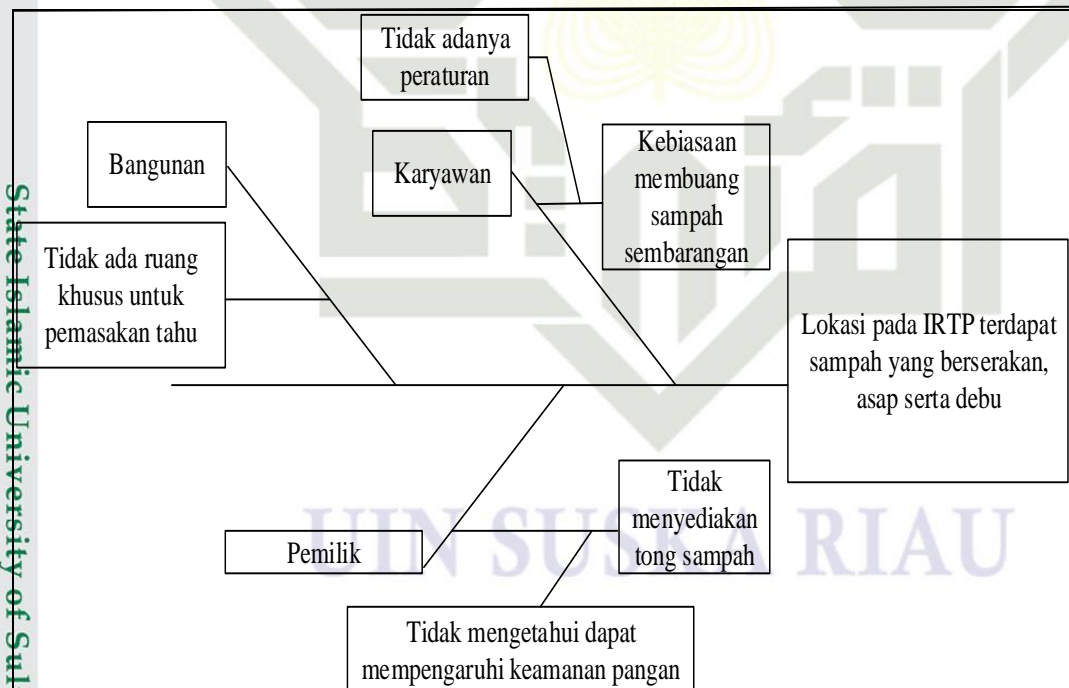 Tidak adanya
peraturan
Bangunan
Karyawan
Kebiasaan
membuang
sampah
sembarangan
Tidak ada ruang
khusus untuk
pemasakan tahu
Lokasi pada IRTP terdapat
sampah yang berserakan,
asap serta debu
Pemilik
Tidak
menyediakan
tong sampah
Tidak mengetahui dapat
mempengaruhi keamanan pangan
UIN SUSKA RIAU
State Islamic University of Sul